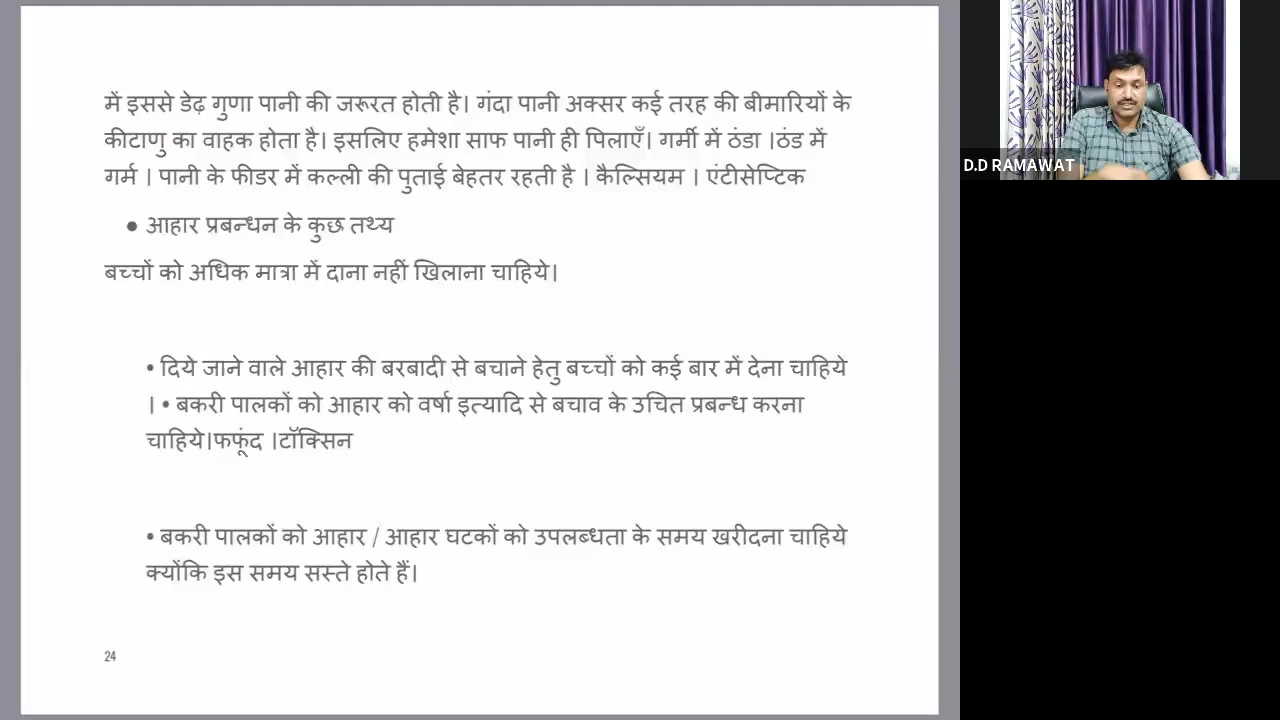 में इससे डेढ़ गुणा पानी की जरूरत होती है। गंदा पानी अक्सर कई तरह की बीमारियों के
कीटाणु का वाहक होता है। इसलिए हमेशा साफ पानी ही पिलाएँ। गर्मी में ठंडा ।ठंड में
गर्म । पानी के फीडर में कल्ली की पुताई बेहतर रहती है । कैल्सियम । एंटीसेप्टिक
● आहार प्रबन्धन के कुछ तथ्य
बच्चों को अधिक मात्रा में दाना नहीं खिलाना चाहिये।
• दिये जाने वाले आहार की बरबादी से बचाने हेतु बच्चों को कई बार में देना चाहिये
। • बकरी पालकों को आहार को वर्षा इत्यादि से बचाव के उचित प्रबन्ध करना
चाहिये।फफूंद ।टॉक्सिन
• बकरी पालकों को आहार / आहार घटकों को उपलब्धता के समय खरीदना चाहिये
क्योंकि इस समय सस्ते होते हैं।
24
D.D RAMAWAT